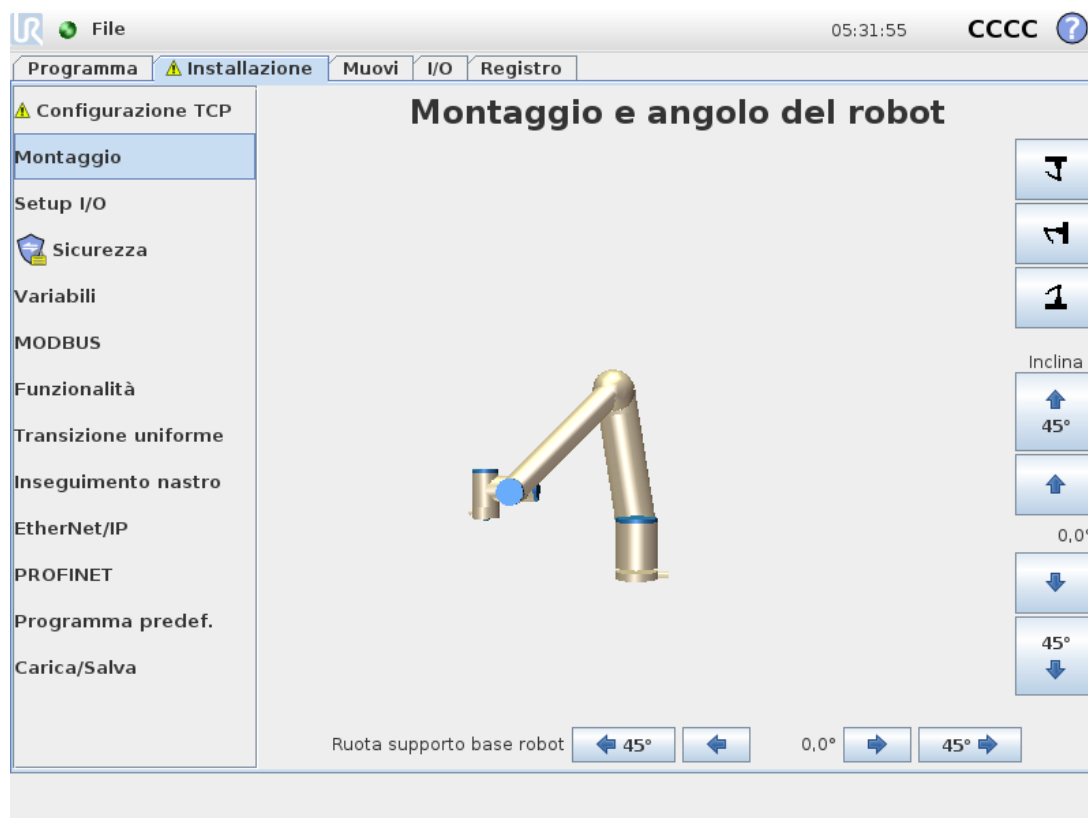 UR File 05:31:55 CCCC ?
Programma Installazione Muovi I/O Registro
Configurazione TCP
Montaggio
Setup I/O
Sicurezza
Variabili
MODBUS
Funzionalità
Transizione uniforme
Inseguimento nastro
EtherNet/IP
PROFINET
Programma predef.
Carica/Salva
Montaggio e angolo del robot
Inclina
45°
0,0°
45°
Ruota supporto base robot 45° 0,0° 45°